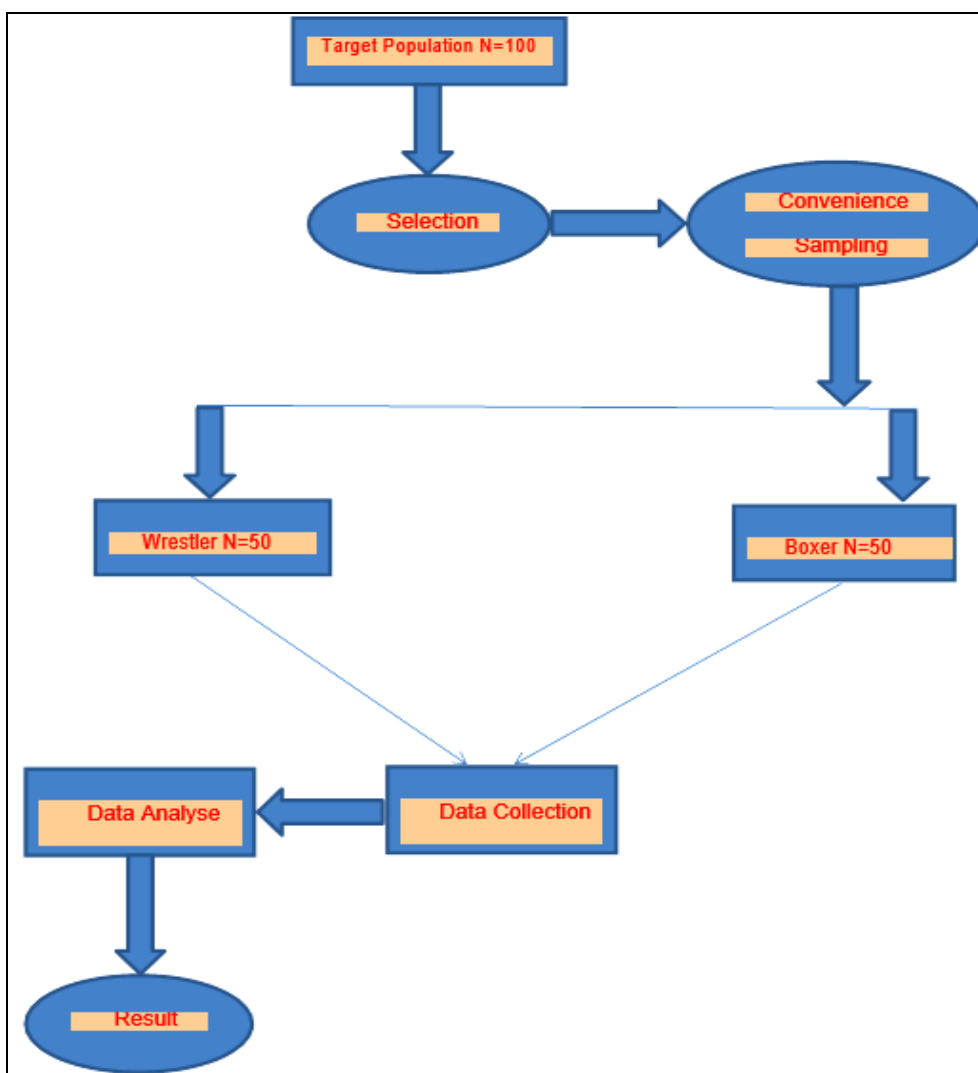 Target Population N=100
Selection
Convenience
Sampling
Wrestler N=50
Boxer N=50
Data Analyse
Data Collection
Result